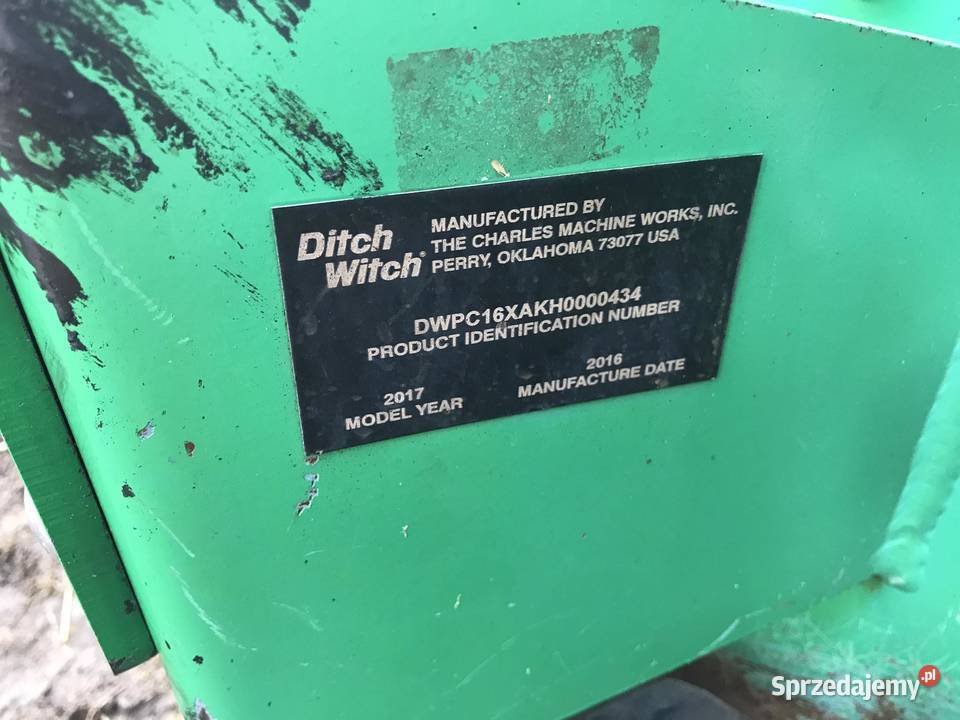 Ditch
Witch®
MANUFACTURED BY
THE CHARLES MACHINE WORKS, INC.
PERRY, OKLAHOMA 73077 USA
DWPC16XAKH0000434
PRODUCT IDENTIFICATION NUMBER
2017
MODEL YEAR
2016
MANUFACTURE DATE
Sprzedajemy.pl